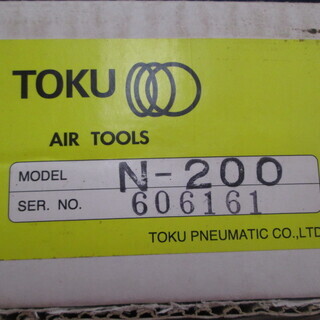 TOKU
AIR TOOLS
MODEL N-200
SER. NO. 606161
TOKU PNEUMATIC CO.,LTD